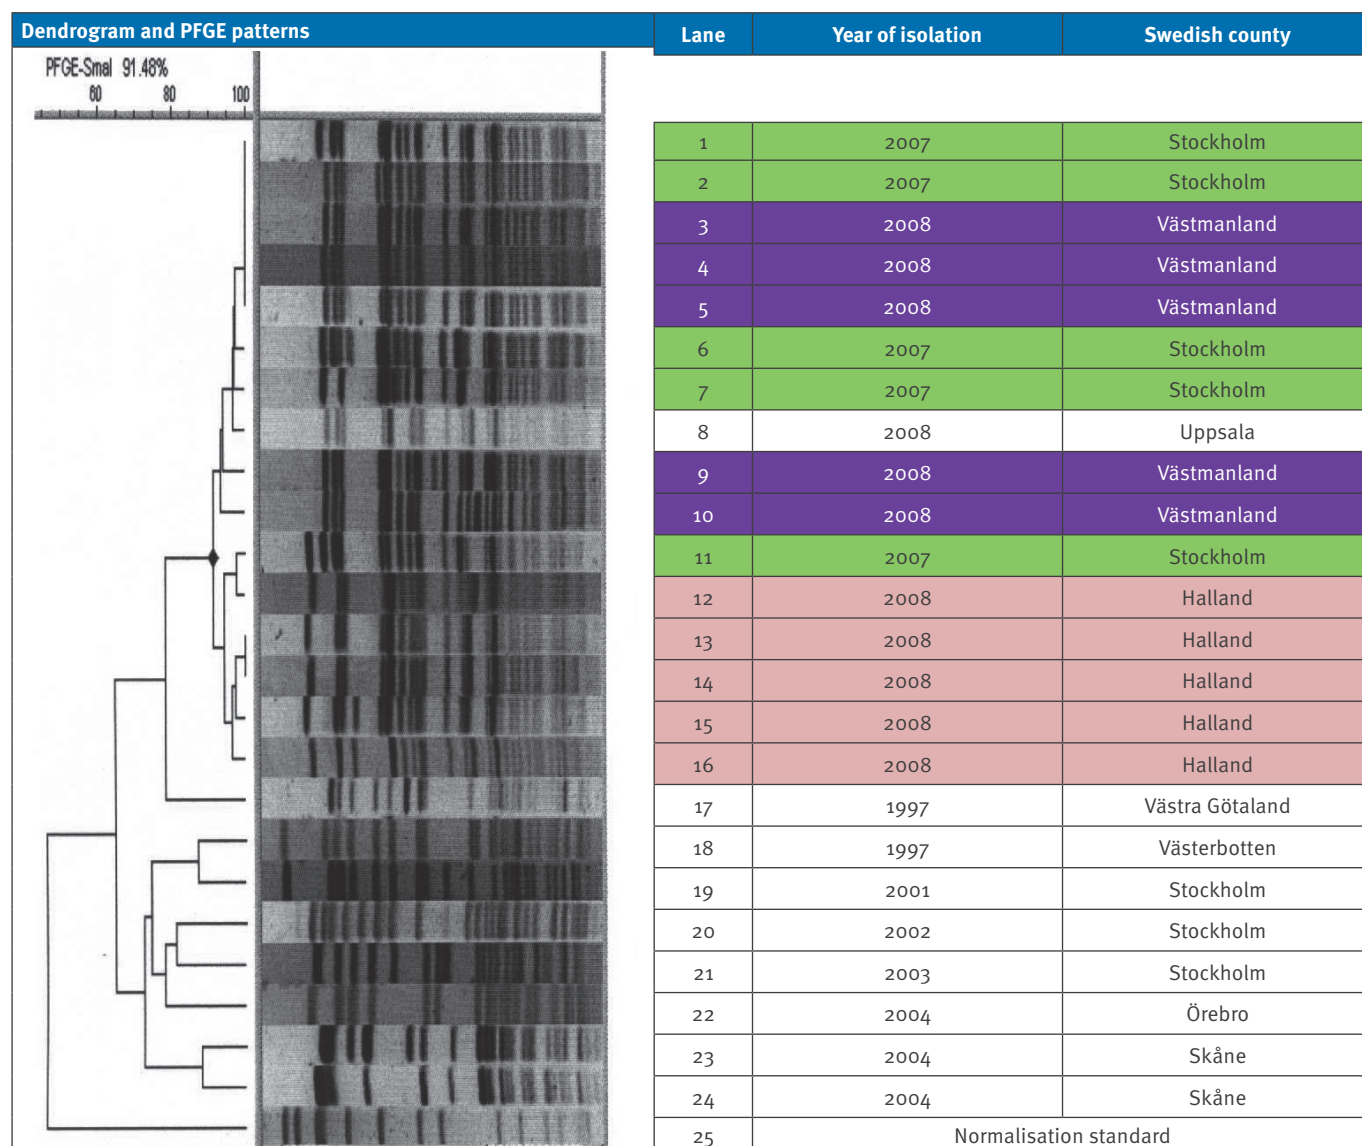 Dendrogram and PFGE patterns Lane Year of isolation Swedish county
PFGE-SmaI 91.48%
60 80 100
1 2007 Stockholm
2 2007 Stockholm
3 2008 Västmanland
4 2008 Västmanland
5 2008 Västmanland
6 2007 Stockholm
7 2007 Stockholm
8 2008 Uppsala
9 2008 Västmanland
10 2008 Västmanland
11 2007 Stockholm
12 2008 Halland
13 2008 Halland
14 2008 Halland
15 2008 Halland
16 2008 Halland
17 1997 Västra Götaland
18 1997 Västerbotten
19 2001 Stockholm
20 2002 Stockholm
21 2003 Stockholm
22 2004 Örebro
23 2004 Skåne
24 2004 Skåne
25 Normalisation standard